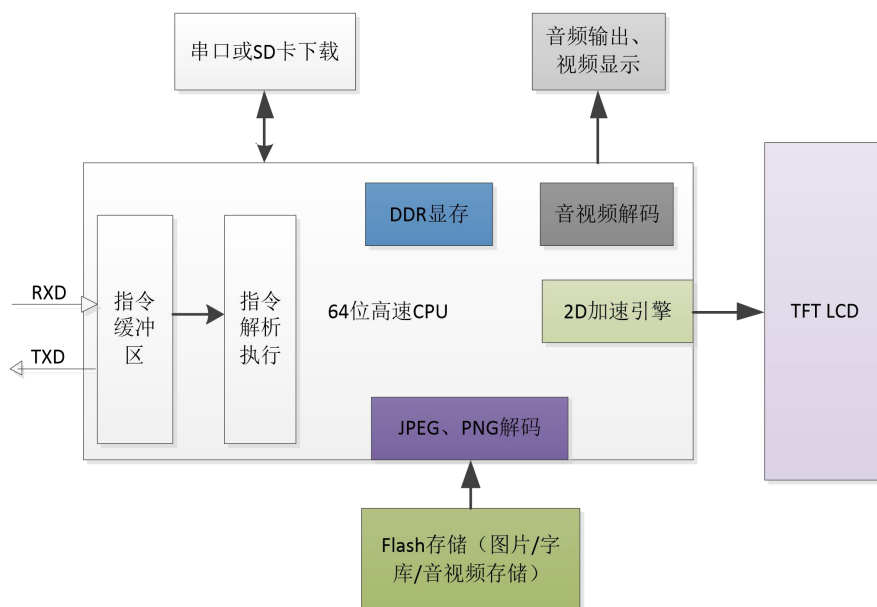 串口或SD卡下载
音频输出、
视频显示
DDR显存
音视频解码
RXD
TXD
指令
缓冲
区
指令
解析
执行
64位高速CPU
2D加速引擎
TFT LCD
JPEG、PNG解码
Flash存储（图片/字
库/音视频存储）